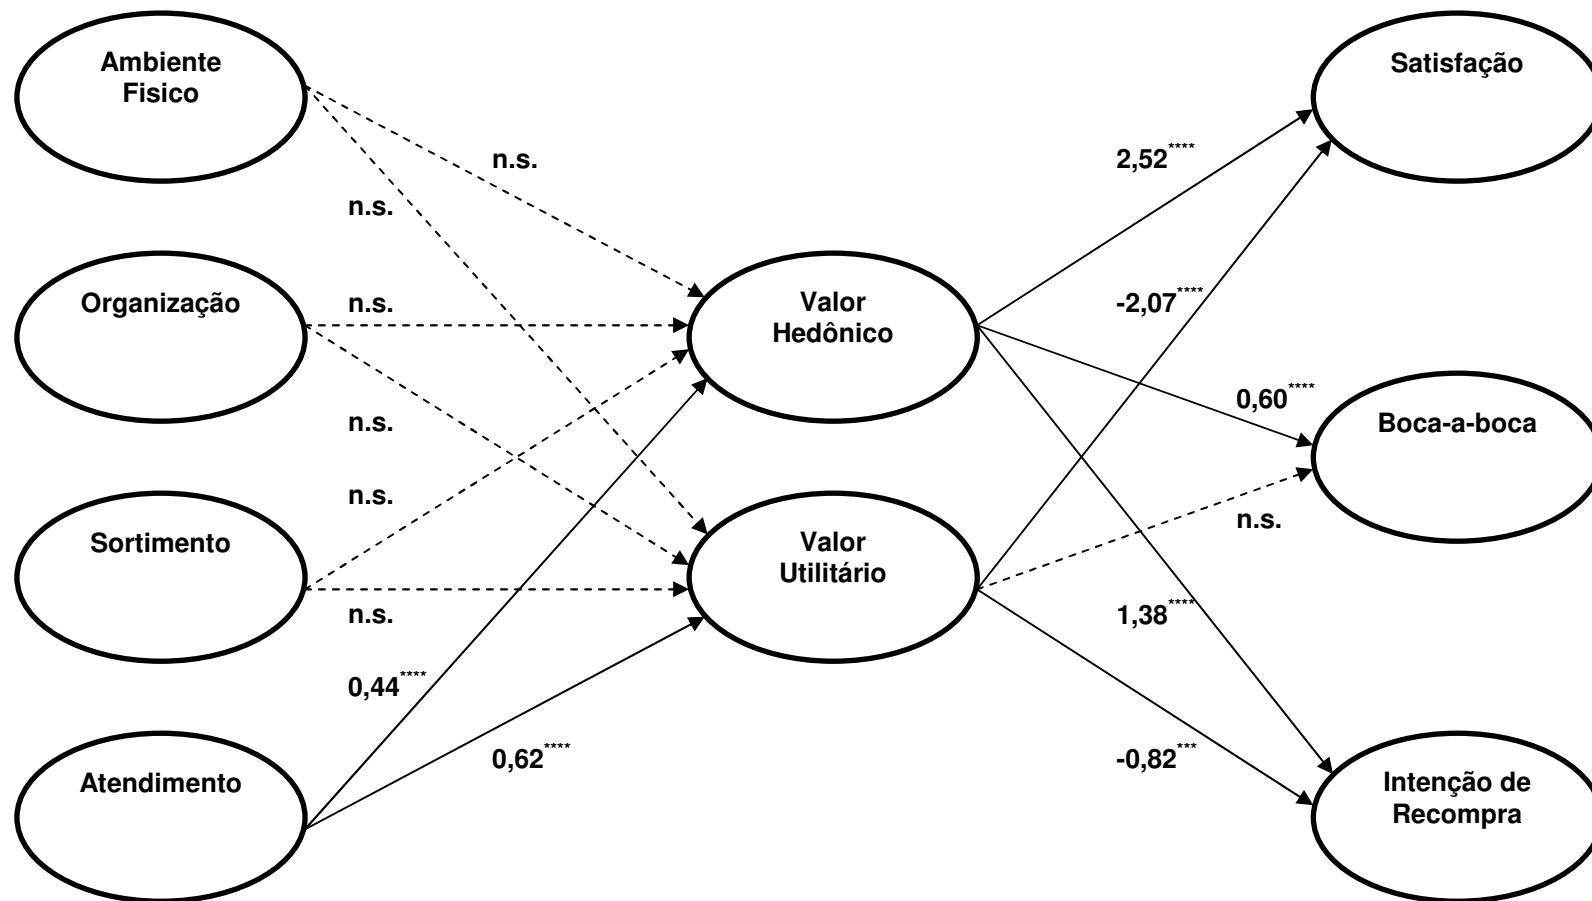 Ambiente
Fisico
Satisfação
n.s.
2,52****
n.s.
Organização
n.s.
Valor
Hedônico
-2,07****
0,60****
Boca-a-boca
n.s.
n.s.
n.s.
Sortimento
Valor
Utilitário
n.s.
1,38****
0,44****
0,62****
-0,82***
Atendimento
Intenção de
Recompra